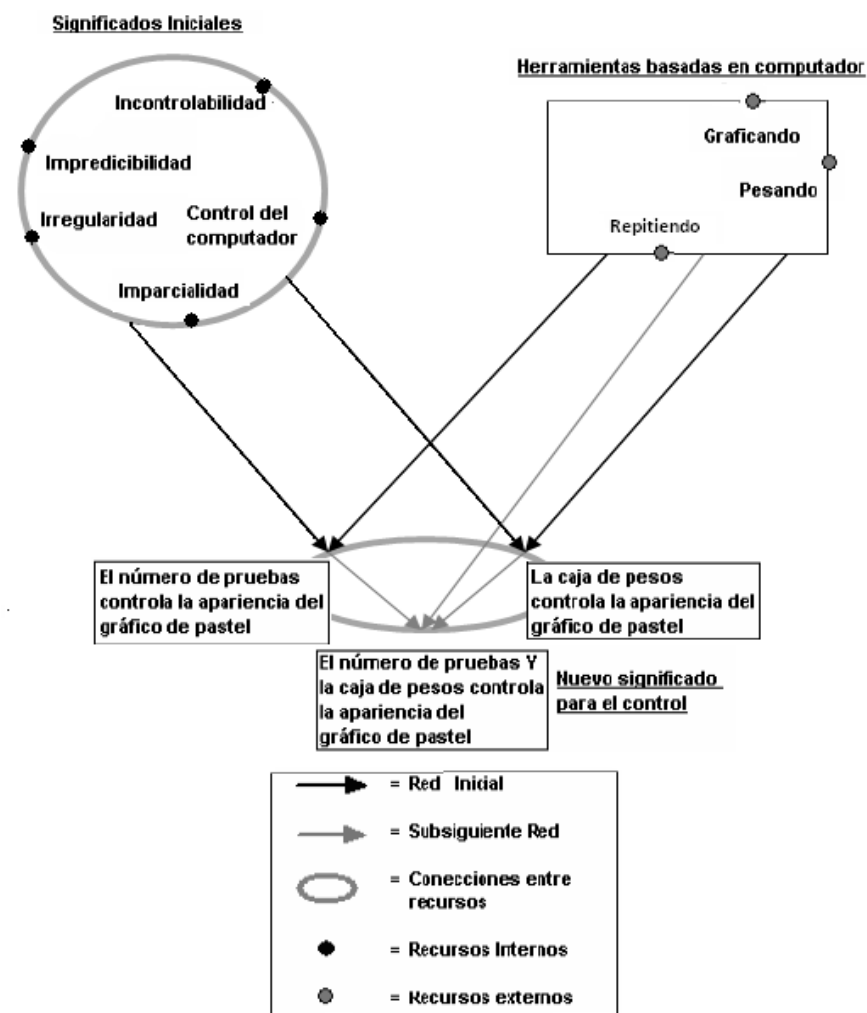 Significados Iniciales
Incontrolabilidad
Impredicibilidad
Irregularidad
Control del
computador
Imparcialidad
Herramientas basadas en computador
Graficando
Pesando
Repitiendo
El número de pruebas
controla la apariencia del
gráfico de pastel
La caja de pesos
controla la apariencia del
gráfico de pastel
El número de pruebas Y
la caja de pesos controla
la apariencia del
gráfico de pastel
Nuevo significado
para el control
= Red Inicial
= Subsiguiente Red
= Conecciones entre
recursos
= Recursos Internos
= Recursos externos